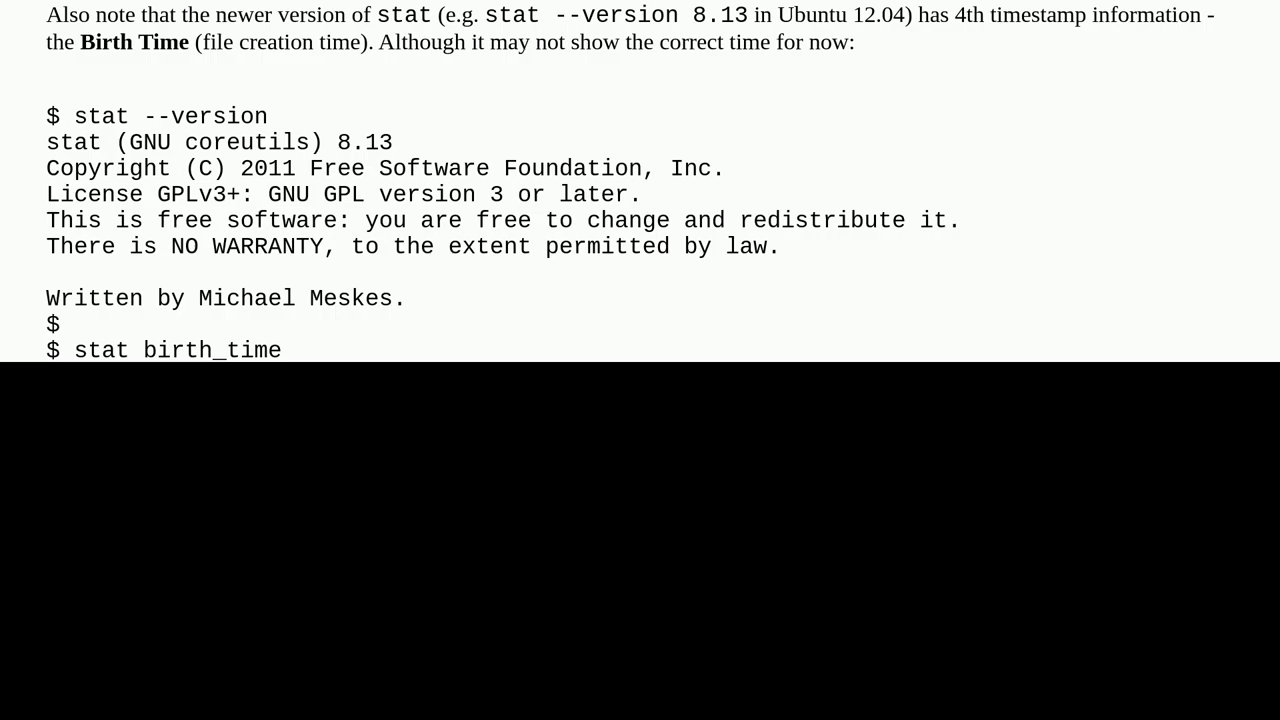 Also note that the newer version of stat (e.g. stat --version 8.13 in Ubuntu 12.04) has 4th timestamp information -
the Birth Time (file creation time). Although it may not show the correct time for now:
$ stat --version
stat (GNU coreutils) 8.13
Copyright (C) 2011 Free Software Foundation, Inc.
License GPLv3+: GNU GPL version 3 or later.
This is free software: you are free to change and redistribute it.
There is NO WARRANTY, to the extent permitted by law.
Written by Michael Meskes.
$
$ stat birth_time